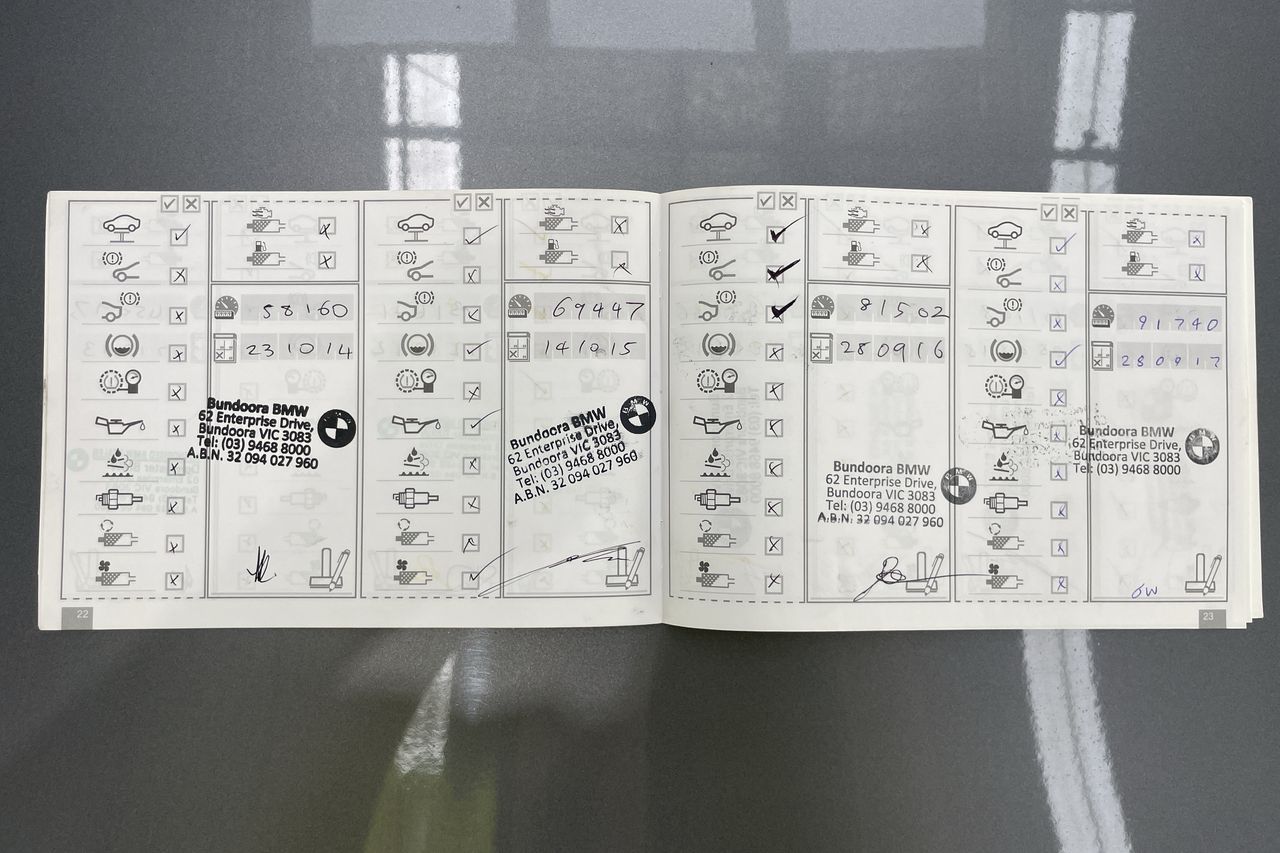 58160
231014
Bundoora BMW
62 Enterprise Drive,
Bundoora VIC 3083
Tel: (03) 9468 8000
A.B.N. 32 094 027 960
22
69447
141015
Bundoora BMW
62 Enterprise Drive,
Bundoora VIC 3083
Tel: (03) 9468 8000
A.B.N. 32 094 027 960
BMW
81502
280916
Bundoora BMW
62 Enterprise Drive,
Bundoora VIC 3083
Tel: (03) 9468 8000
A.B.N. 32 094 027 960
BMW
91740
280917
Bundoora BMW
62 Enterprise Drive,
Bundoora VIC 3083
Tel: (03) 9468 8000
BMW
23